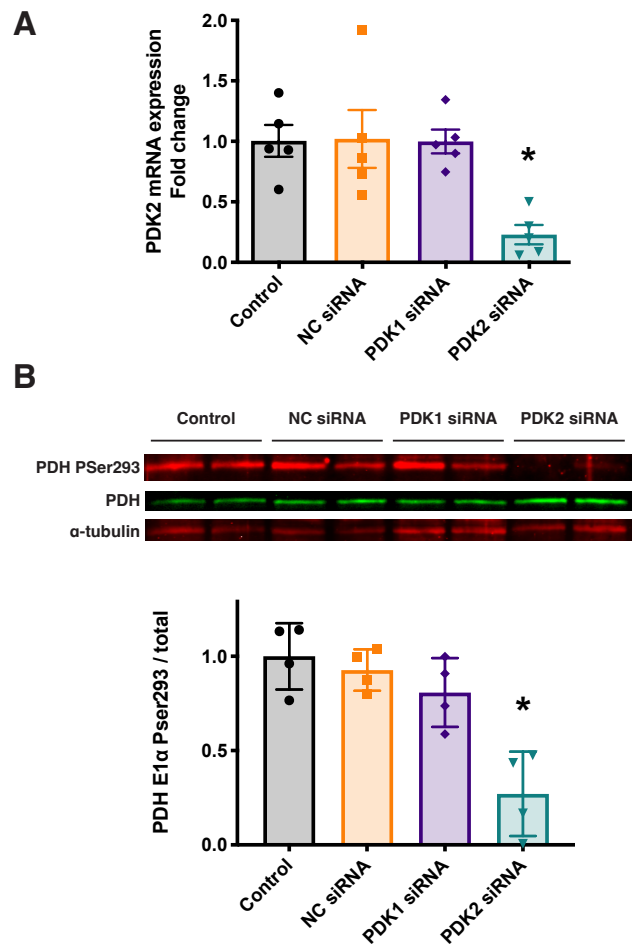 A
PDK2 mRNA expression
Fold change
2.0
1.5
1.0
0.5
0.0
*
Control
NC siRNA
PDK1 siRNA
PDK2 siRNA
B
Control NC siRNA PDK1 siRNA PDK2 siRNA
PDH PSer293
PDH
α-tubulin
PDH E1α Pser293 / total
1.0
0.5
0.0
*
Control
NC siRNA
PDK1 siRNA
PDK2 siRNA